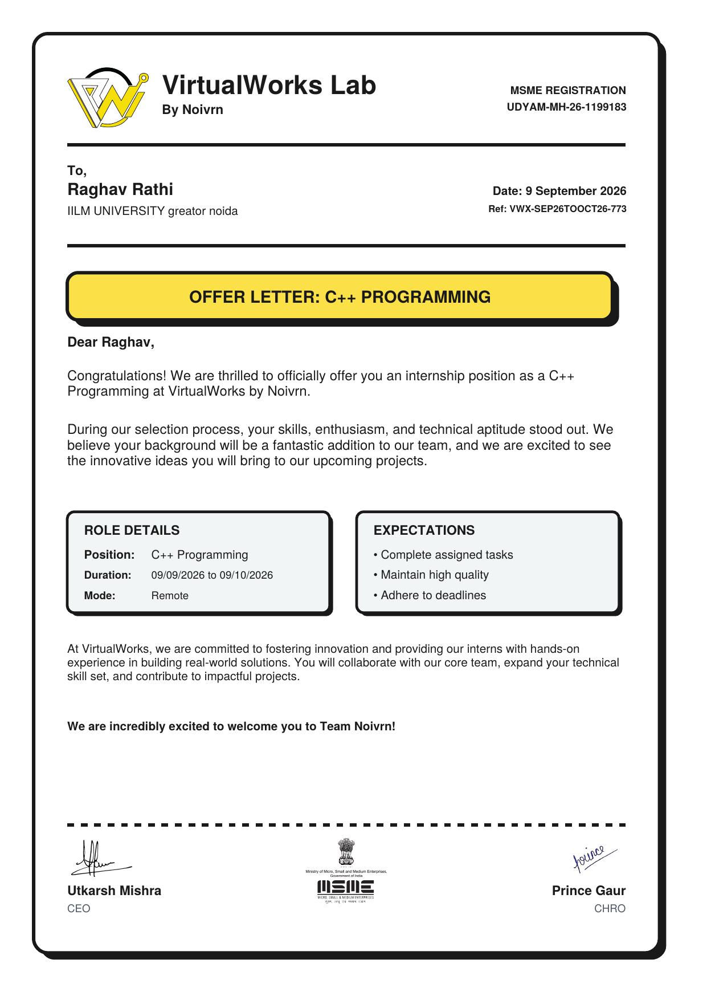 VirtualWorks Lab
By Noivrn
MSME REGISTRATION
UDYAM-MH-26-1199183
To,
Raghav Rathi
IILM UNIVERSITY greator noida
Date: 9 September 2026
Ref: VWX-SEP26TOOCT26-773
OFFER LETTER: C++ PROGRAMMING
Dear Raghav,
Congratulations! We are thrilled to officially offer you an internship position as a C++
Programming at VirtualWorks by Noivrn.
During our selection process, your skills, enthusiasm, and technical aptitude stood out. We
believe your background will be a fantastic addition to our team, and we are excited to see
the innovative ideas you will bring to our upcoming projects.
ROLE DETAILS
Position: C++ Programming
Duration: 09/09/2026 to 09/10/2026
Mode: Remote
EXPECTATIONS
• Complete assigned tasks
• Maintain high quality
• Adhere to deadlines
At VirtualWorks, we are committed to fostering innovation and providing our interns with hands-on
experience in building real-world solutions. You will collaborate with our core team, expand your technical
skill set, and contribute to impactful projects.
We are incredibly excited to welcome you to Team Noivrn!
Utkarsh Mishra
CEO
Ministry of Micro, Small and Medium Enterprises,
Government of India
MSME
MICRO, SMALL & MEDIUM ENTERPRISES
सूक्ष्म, लघु एवं मध्यम उद्यम
prince
Prince Gaur
CHRO